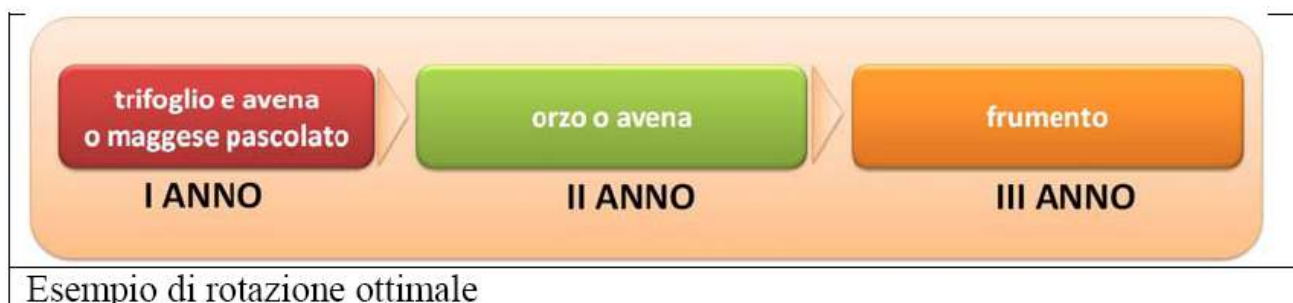 trifoglio e avena
o maggese pascolato
orzo o avena
frumento
I ANNO
II ANNO
III ANNO
Esempio di rotazione ottimale